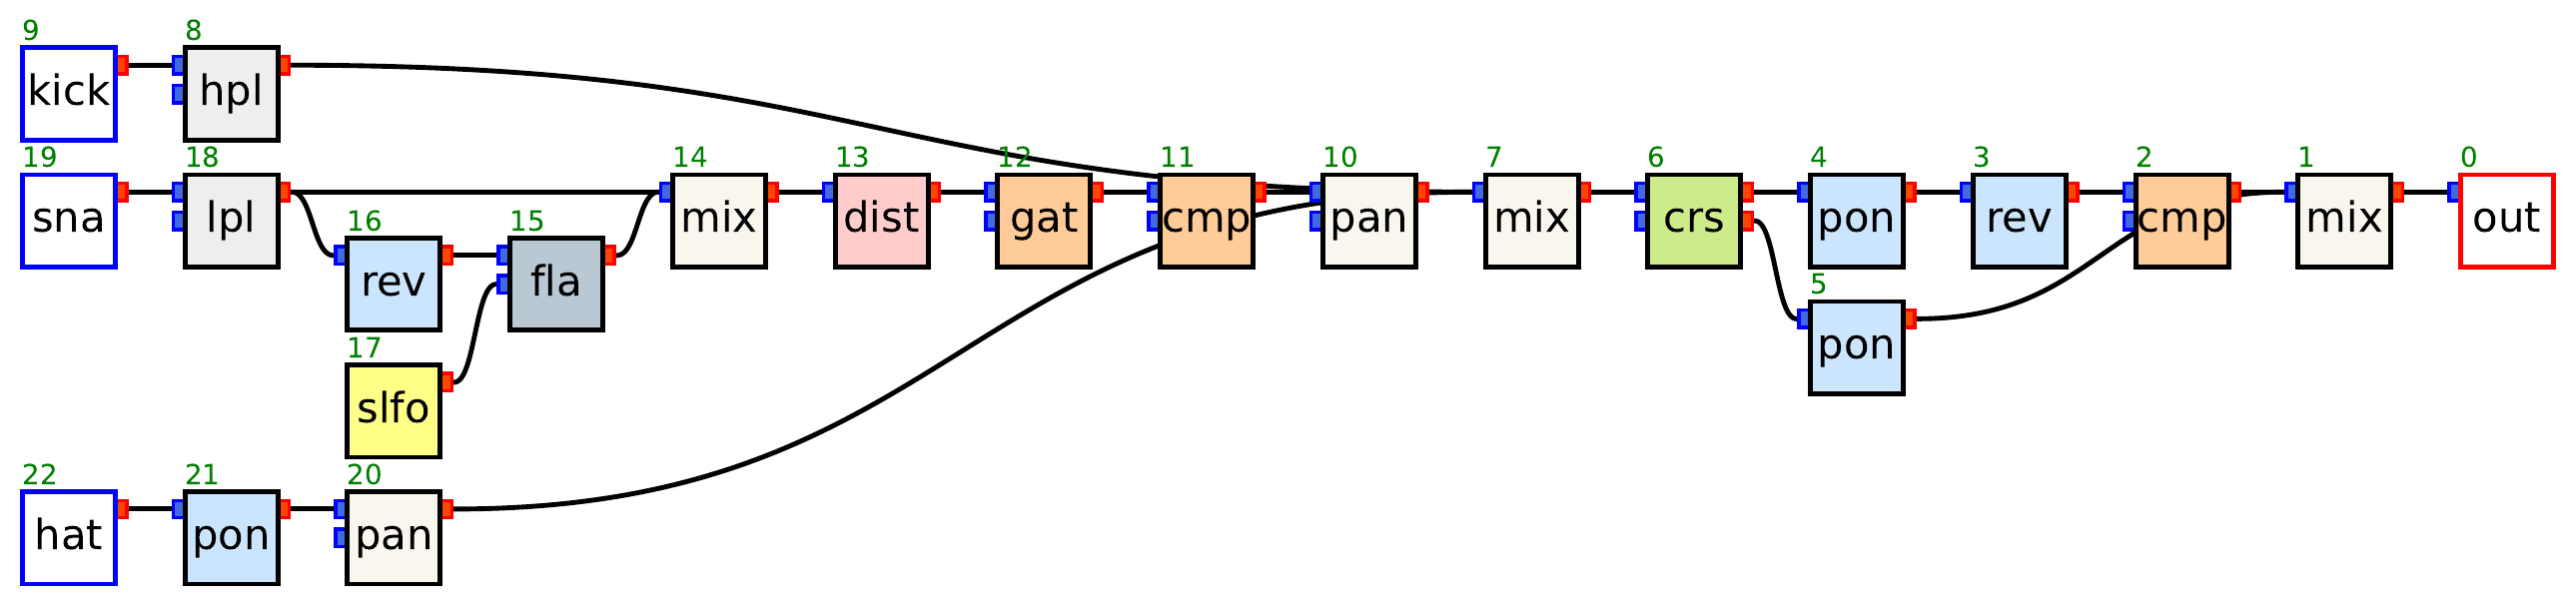 9 8
kick hpl
19 18 14 13 12 11 10 7 6 4 3 2 1 0
sna lpl mix dist gat cmp pan mix crs pon rev cmp mix out
16 15
rev fla
5
pon
17
slfo
22 21 20
hat pon pan